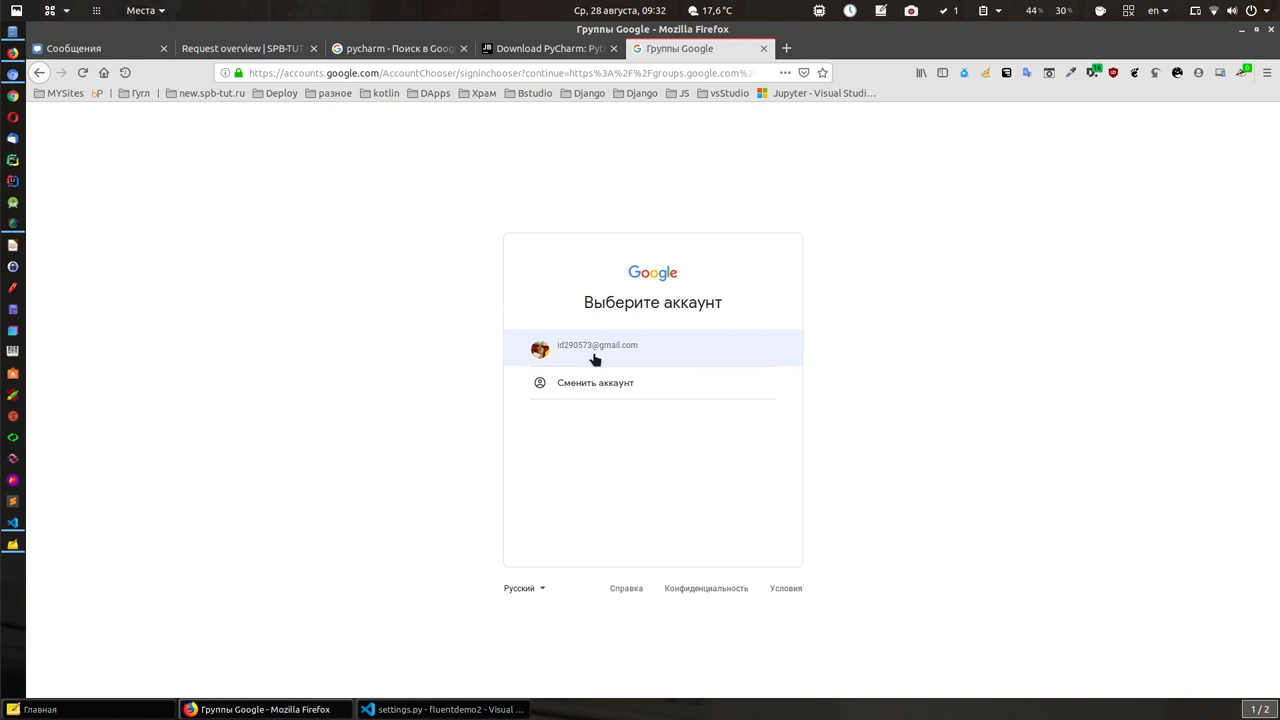 Места
Ср, 28 августа, 09:32
17,6°C
1
30 %
Группы Google - Mozilla Firefox
Сообщения
Request overview | SPB-TUT
pycharm - Поиск в Goog
Download PyCharm: Pyt
Группы Google
https://accounts.google.com/AccountChooser/signinchooser?continue=https%3A%2F%2Fgroups.google.com%2
MYSites
bP
Гугл
new.spb-tut.ru
Deploy
разное
kotlin
DApps
Храм
Bstudio
Django
Django
JS
vsStudio
Jupyter - Visual Studi…
Google
Выберите аккаунт
id290573@gmail.com
Сменить аккаунт
Русский
Справка
Конфиденциальность
Условия
Главная
Группы Google - Mozilla Firefox
settings.py - fluentdemo2 - Visual …
1 / 2